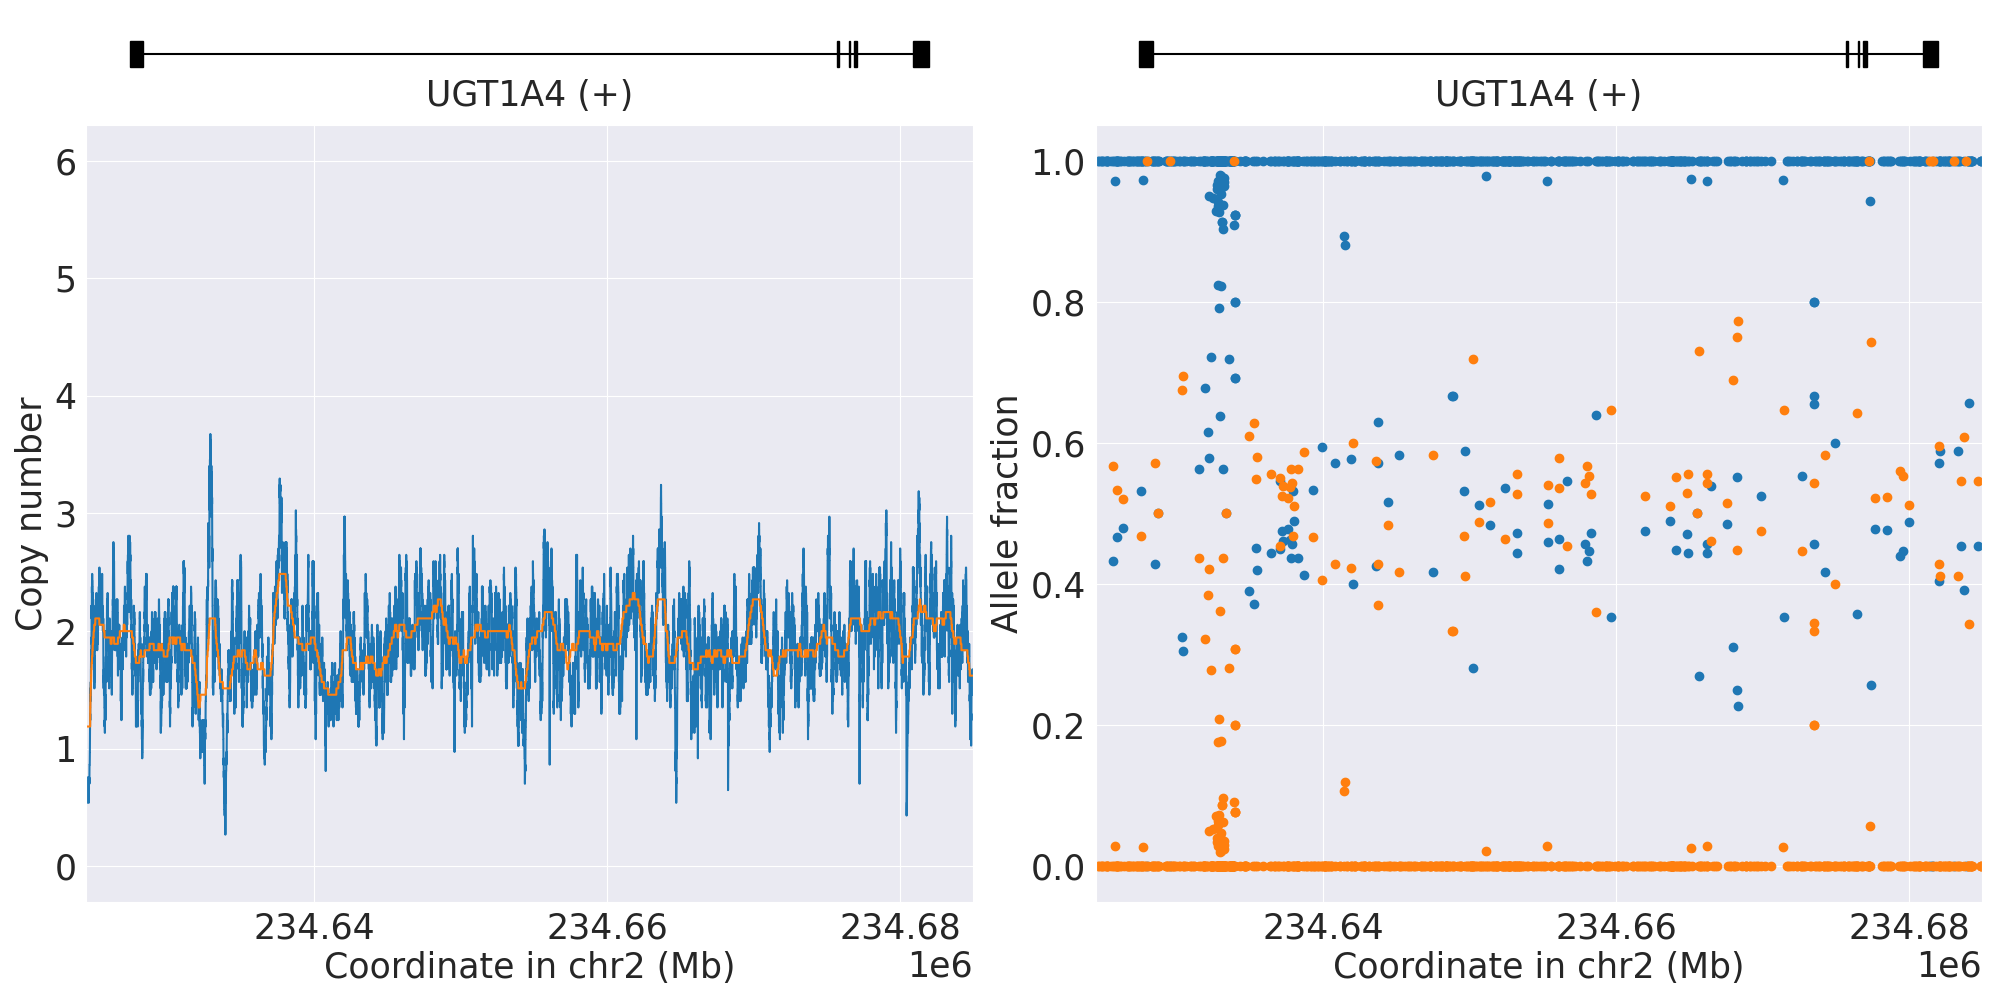 UGT1A4 (+)
6
5
4
3
2
1
0
Copy number
234.64 234.66 234.68
Coordinate in chr2 (Mb)
1e6
UGT1A4 (+)
1.0
0.8
0.6
0.4
0.2
0.0
Allele fraction
234.64 234.66 234.68
Coordinate in chr2 (Mb)
1e6